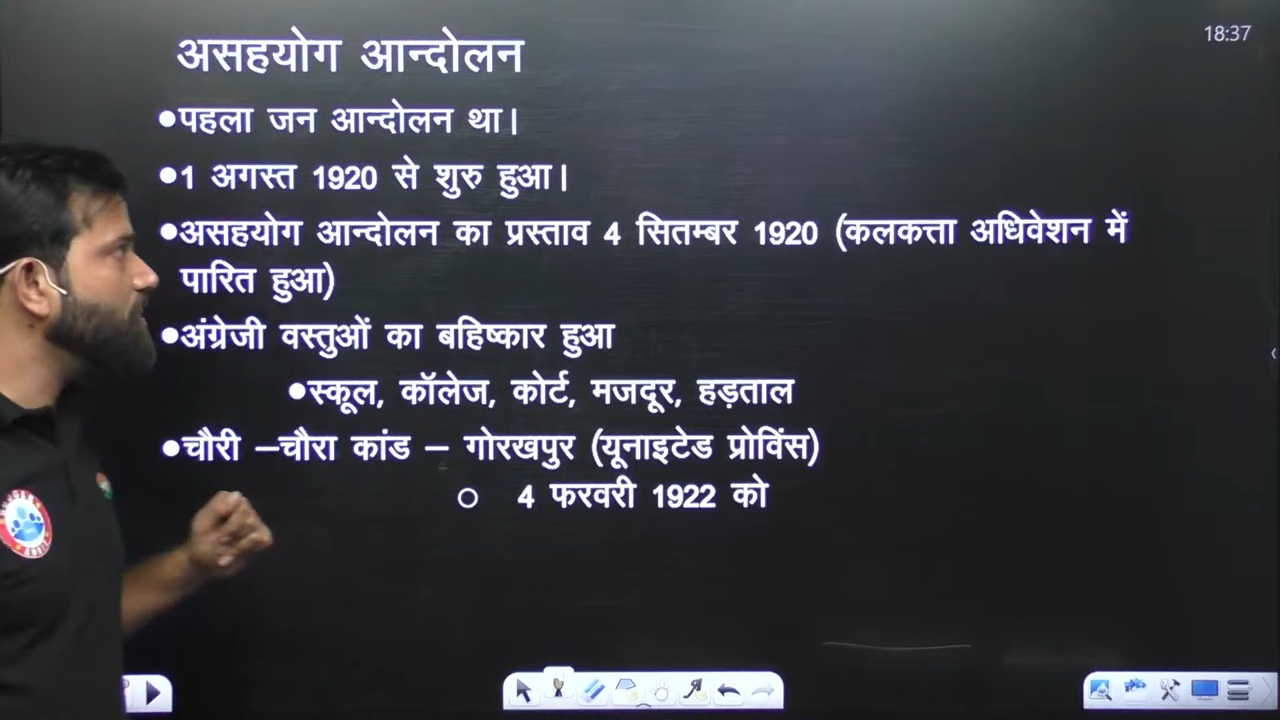 18:37
असहयोग आन्दोलन
•पहला जन आन्दोलन था।
•1 अगस्त 1920 से शुरु हुआ।
•असहयोग आन्दोलन का प्रस्ताव 4 सितम्बर 1920 (कलकत्ता अधिवेशन में
पारित हुआ)
•अंग्रेजी वस्तुओं का बहिष्कार हुआ
•स्कूल, कॉलेज, कोर्ट, मजदूर, हड़ताल
•चौरी –चौरा कांड – गोरखपुर (यूनाइटेड प्रोविंस)
○ 4 फरवरी 1922 को